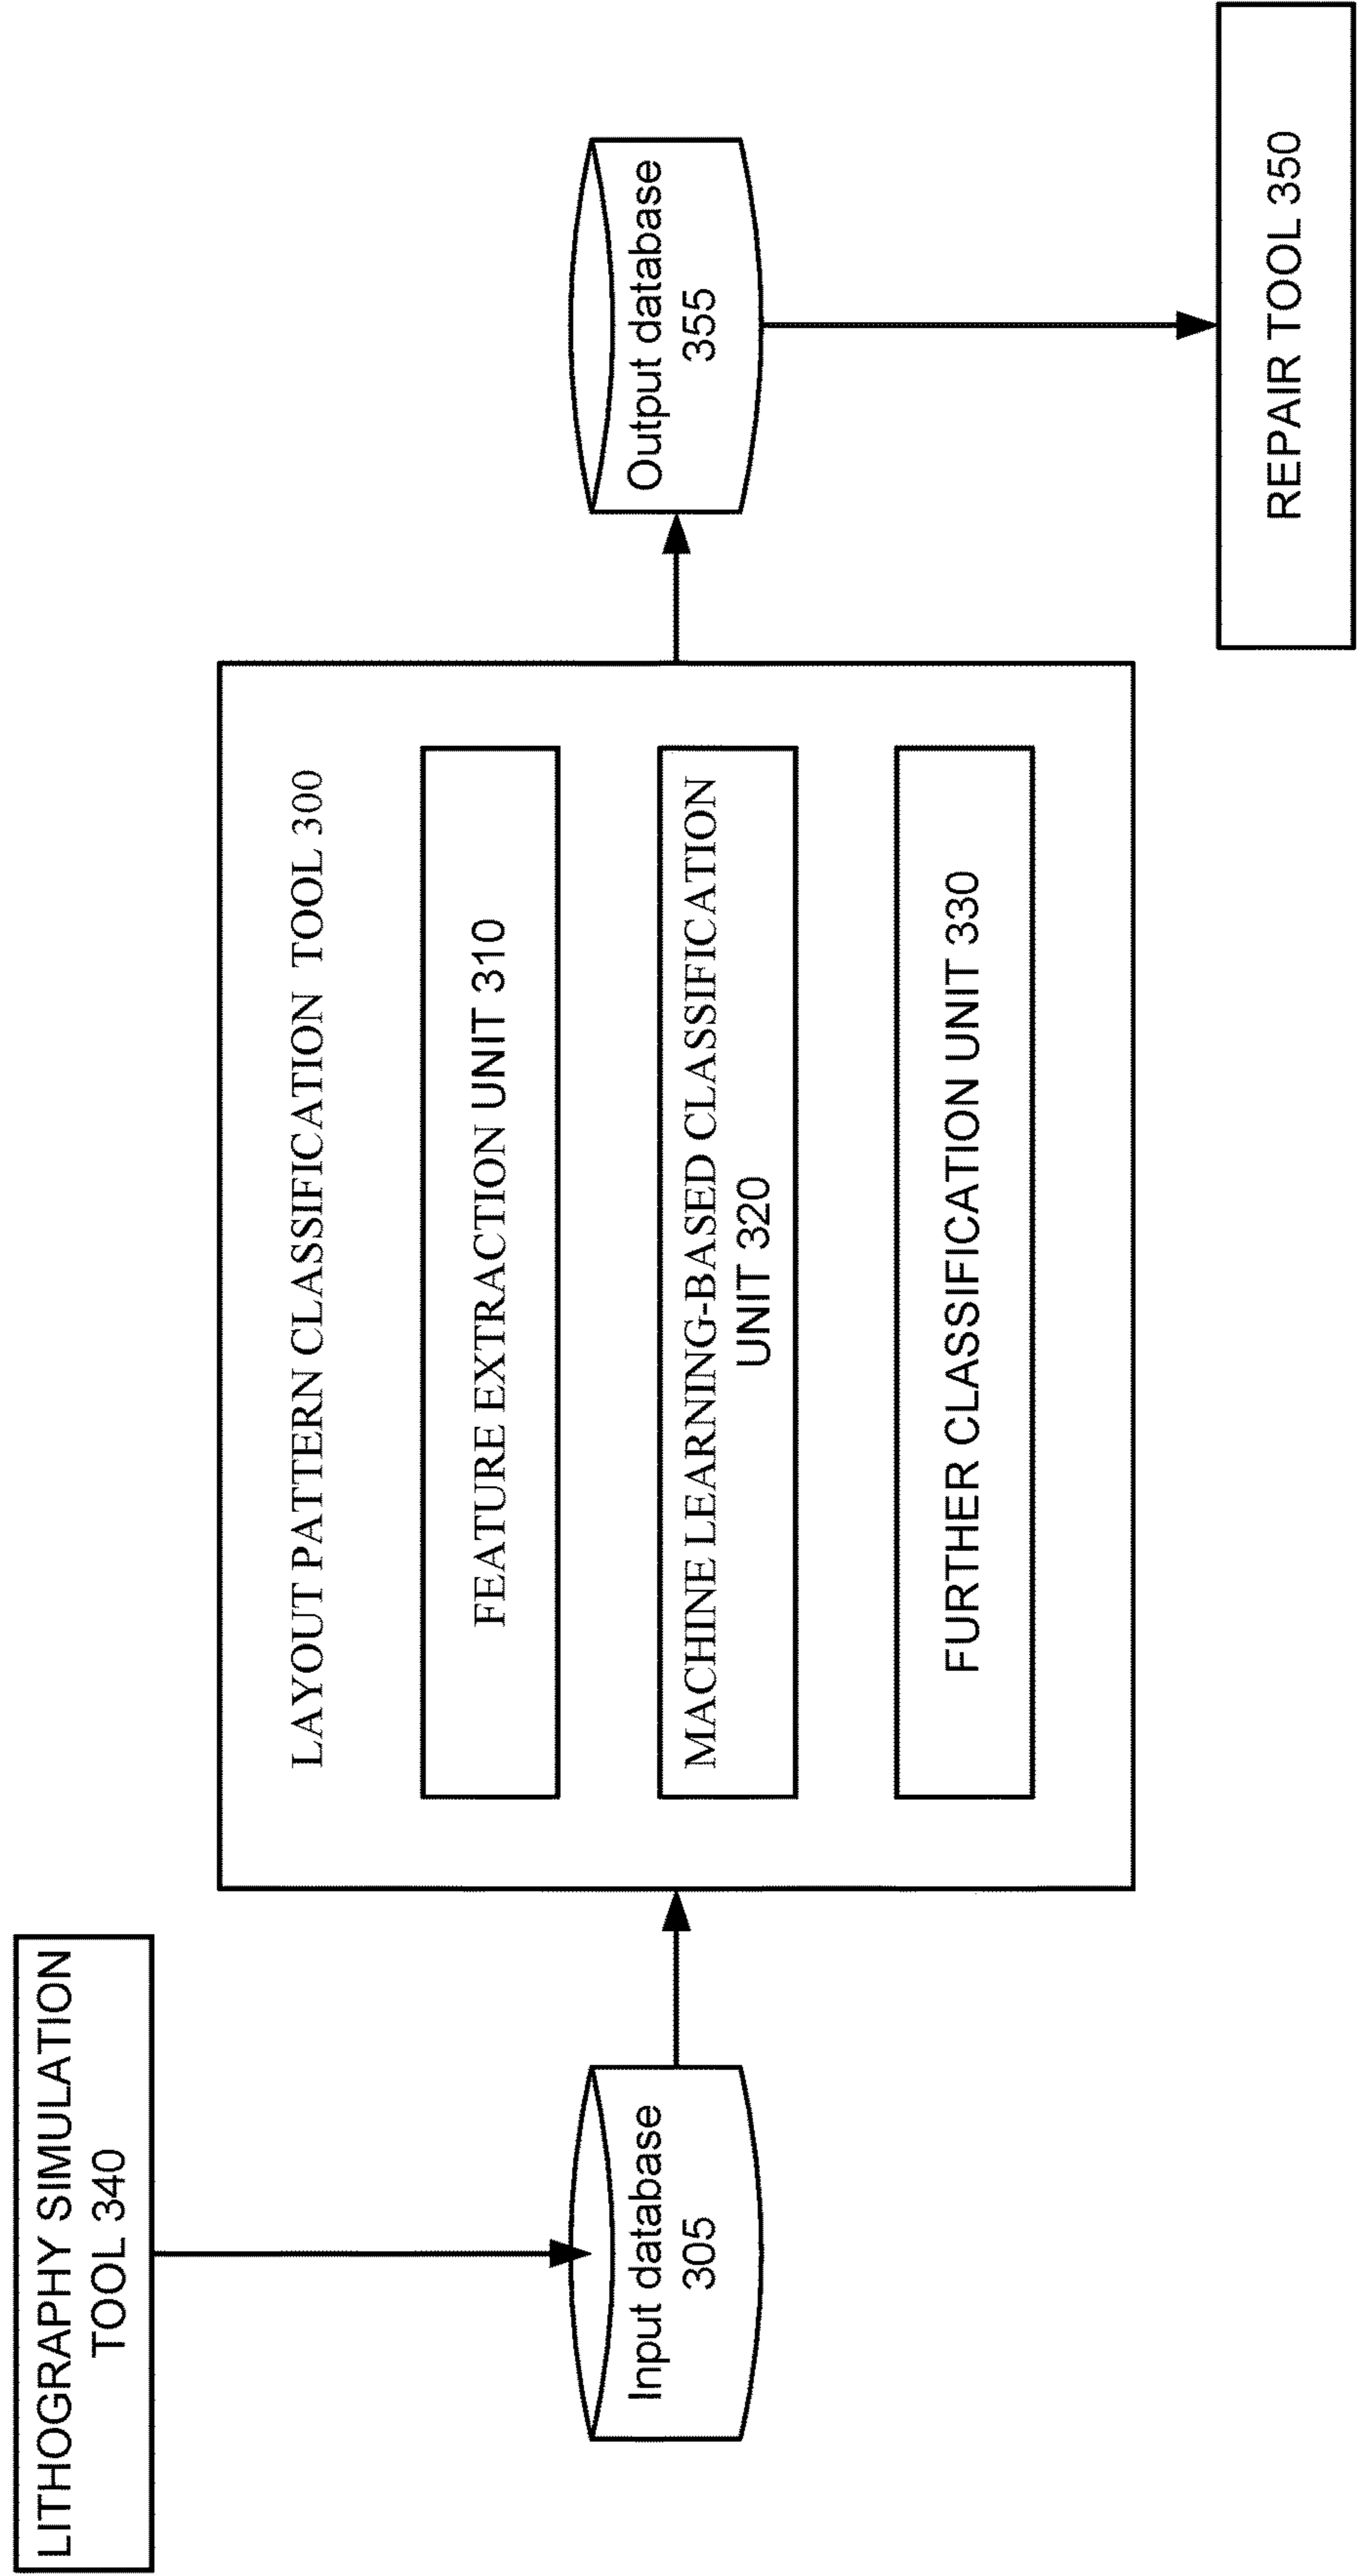 LITHOGRAPHY SIMULATION
TOOL 340
Input database
305
LAYOUT PATTERN CLASSIFICATION TOOL 300
FEATURE EXTRACTION UNIT 310
MACHINE LEARNING-BASED CLASSIFICATION
UNIT 320
FURTHER CLASSIFICATION UNIT 330
Output database
355
REPAIR TOOL 350